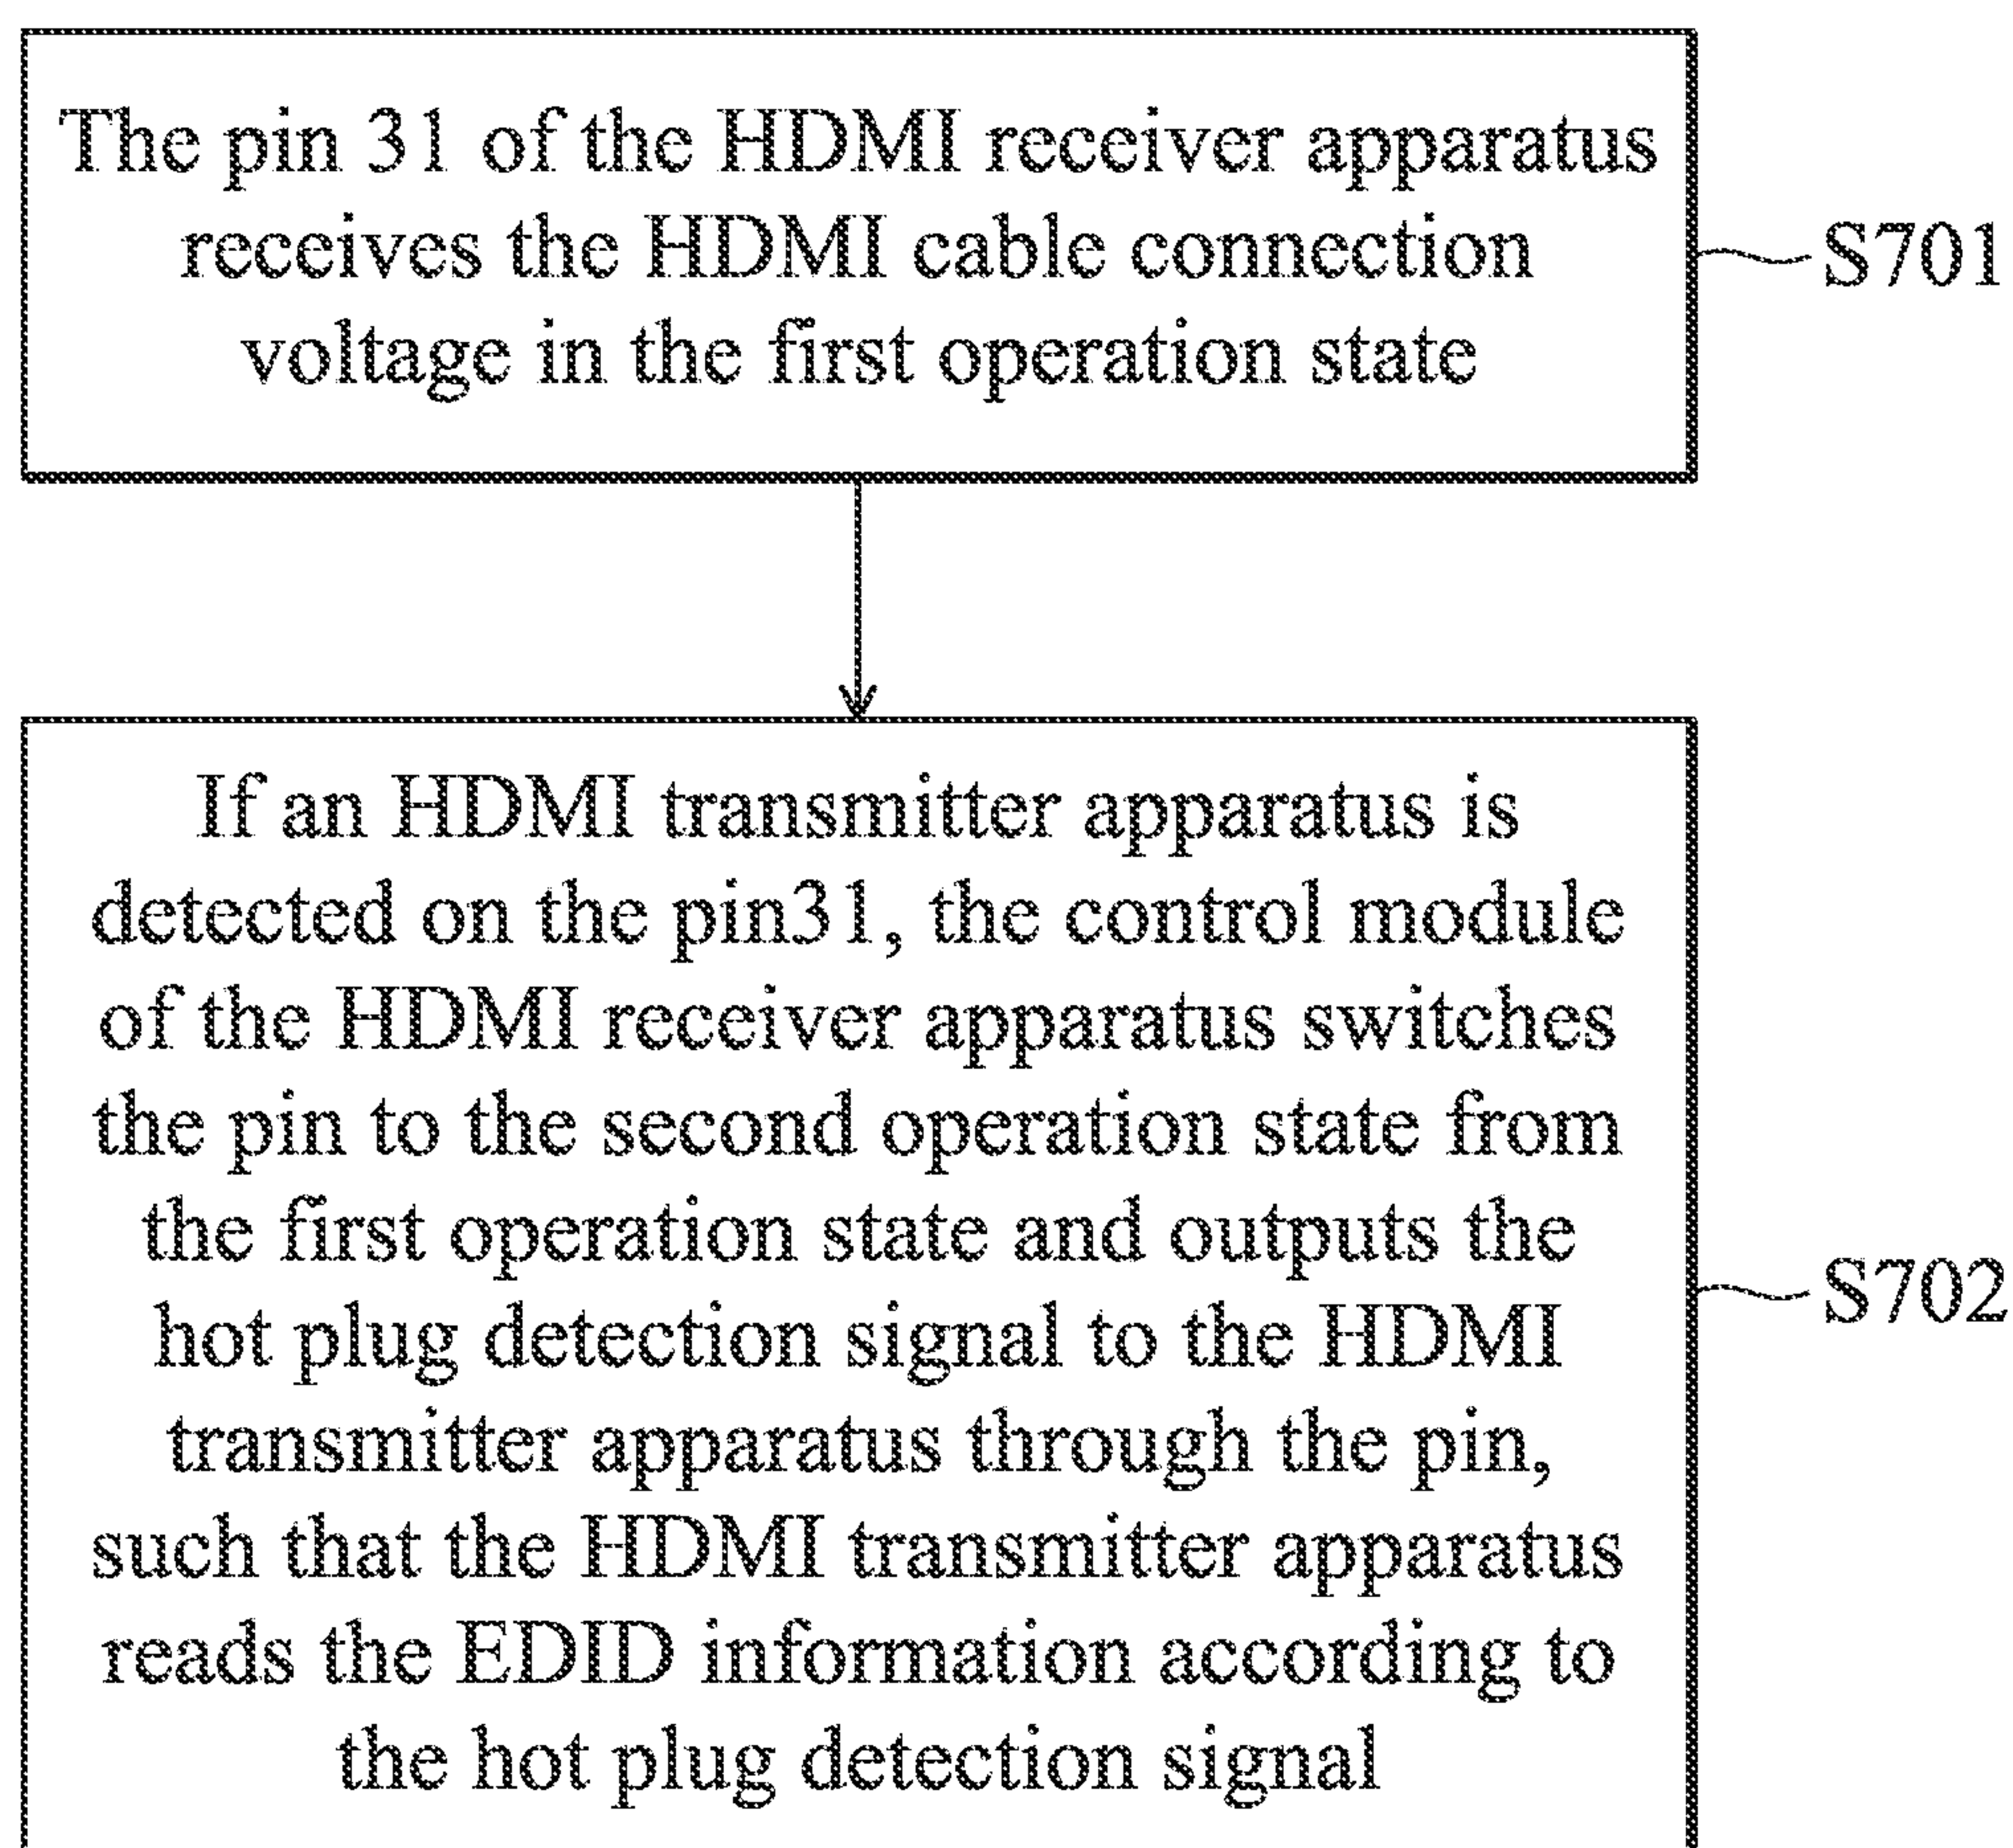 The pin 31 of the HDMI receiver apparatus
receives the HDMI cable connection
voltage in the first operation state
S701
If an HDMI transmitter apparatus is
detected on the pin31, the control module
of the HDMI receiver apparatus switches
the pin to the second operation state from
the first operation state and outputs the
hot plug detection signal to the HDMI
transmitter apparatus through the pin,
such that the HDMI transmitter apparatus
reads the EDID information according to
the hot plug detection signal
S702